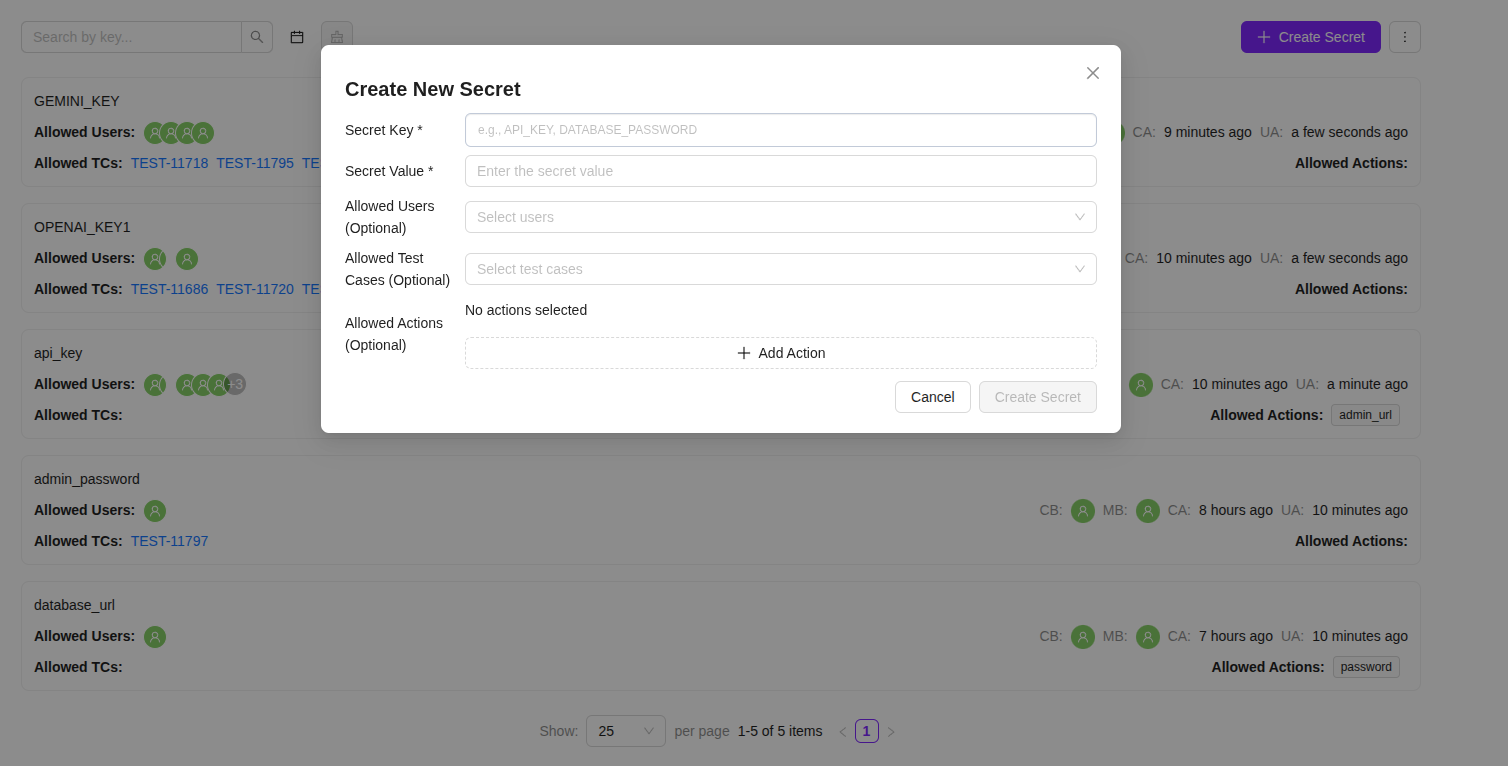 Search by key...
Create Secret
GEMINI_KEY
Allowed Users:
CA: 9 minutes ago UA: a few seconds ago
Allowed TCs: TEST-11718 TEST-11795 TE
Allowed Actions:
OPENAI_KEY1
Allowed Users:
CA: 10 minutes ago UA: a few seconds ago
Allowed TCs: TEST-11686 TEST-11720 TE
Allowed Actions:
api_key
Allowed Users: +3
CA: 10 minutes ago UA: a minute ago
Allowed TCs:
Allowed Actions: admin_url
admin_password
Allowed Users:
CB: MB: CA: 8 hours ago UA: 10 minutes ago
Allowed TCs: TEST-11797
Allowed Actions:
database_url
Allowed Users:
CB: MB: CA: 7 hours ago UA: 10 minutes ago
Allowed TCs:
Allowed Actions: password
Show: 25 per page 1-5 of 5 items 1
Create New Secret
Secret Key *
e.g., API_KEY, DATABASE_PASSWORD
Secret Value *
Enter the secret value
Allowed Users
(Optional)
Select users
Allowed Test
Cases (Optional)
Select test cases
Allowed Actions
(Optional)
No actions selected
Add Action
Cancel
Create Secret